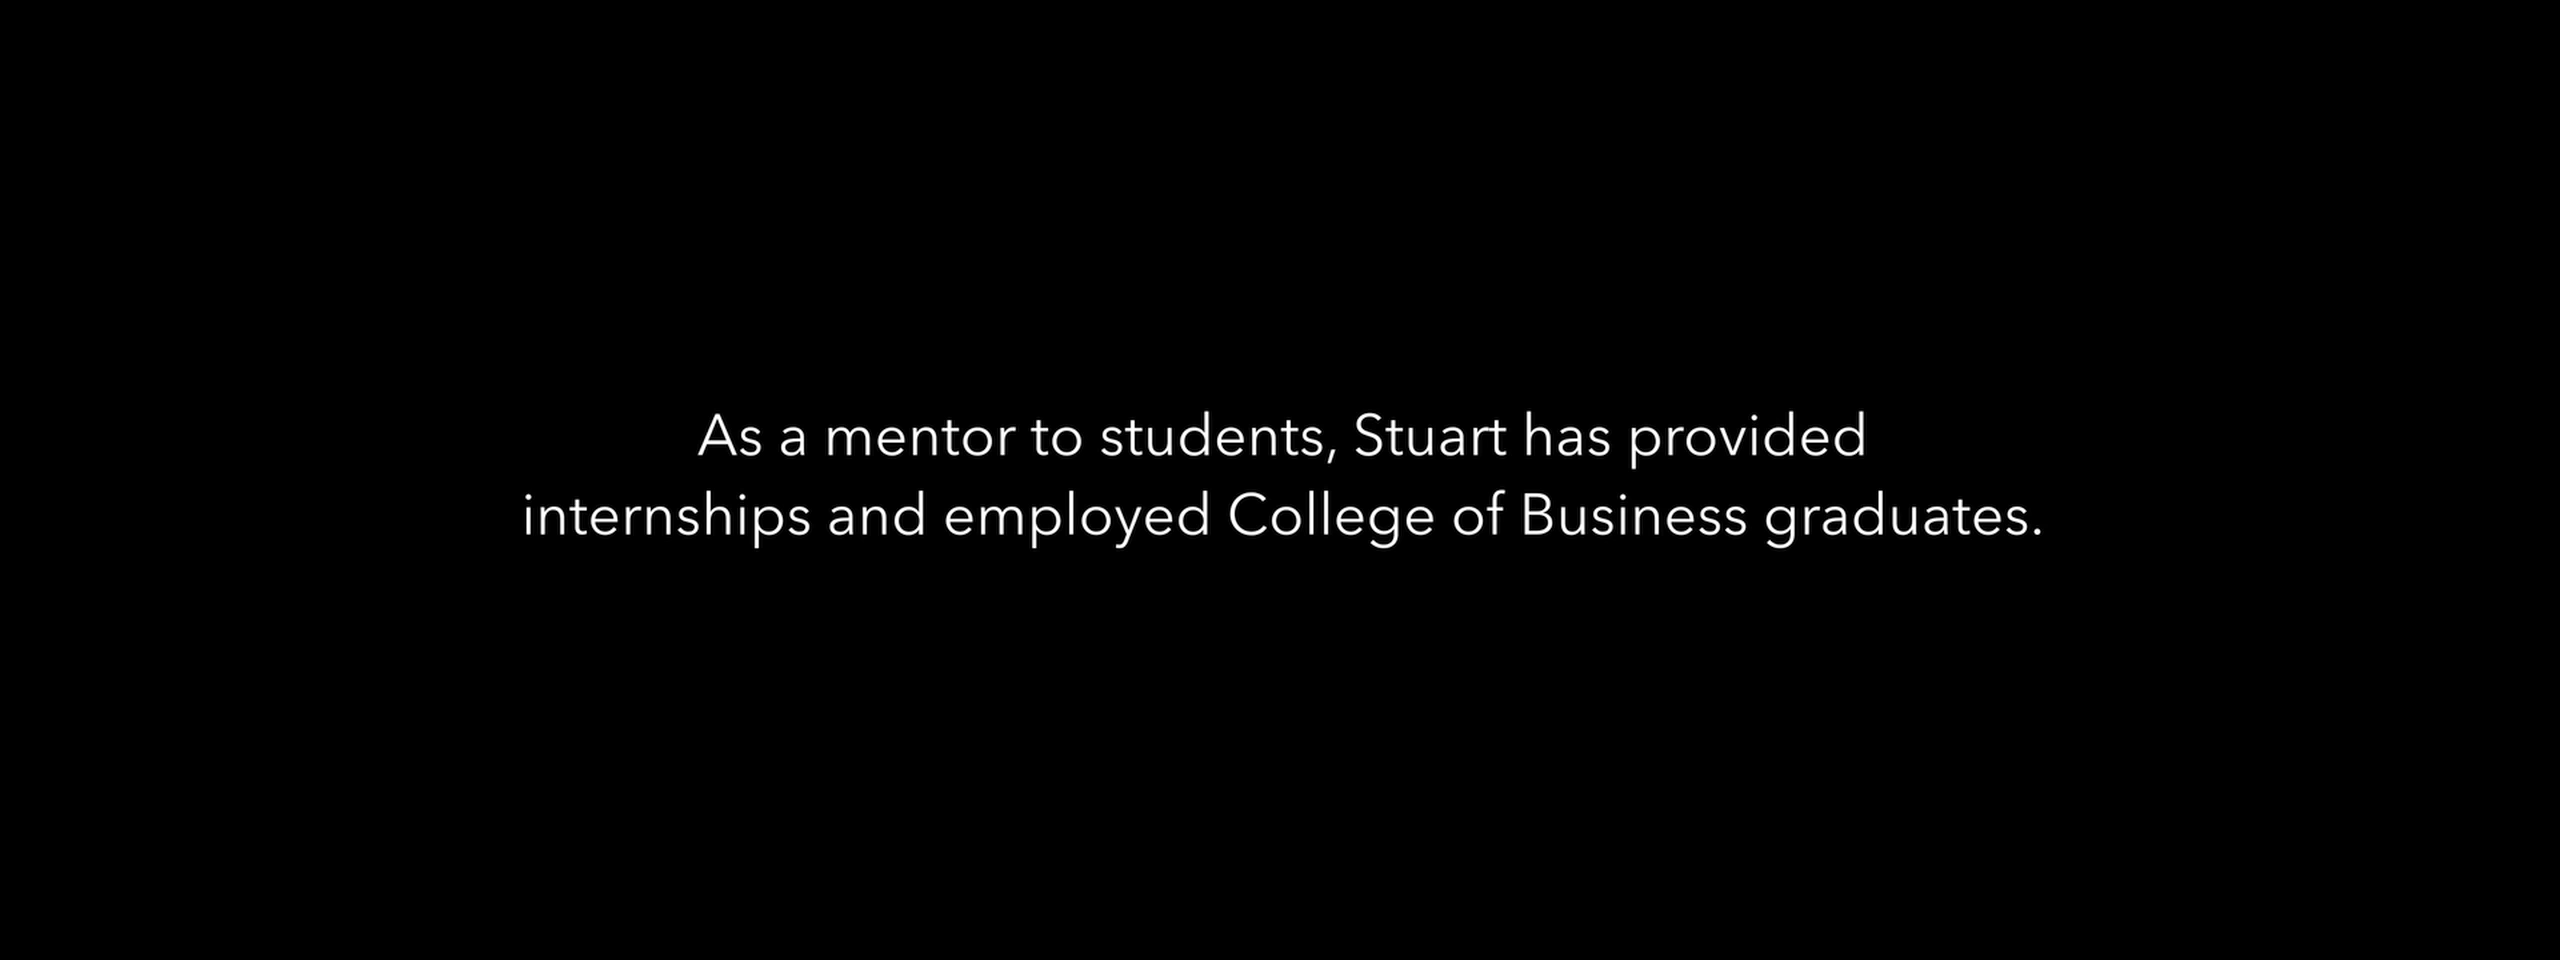 As a mentor to students, Stuart has provided
internships and employed College of Business graduates.